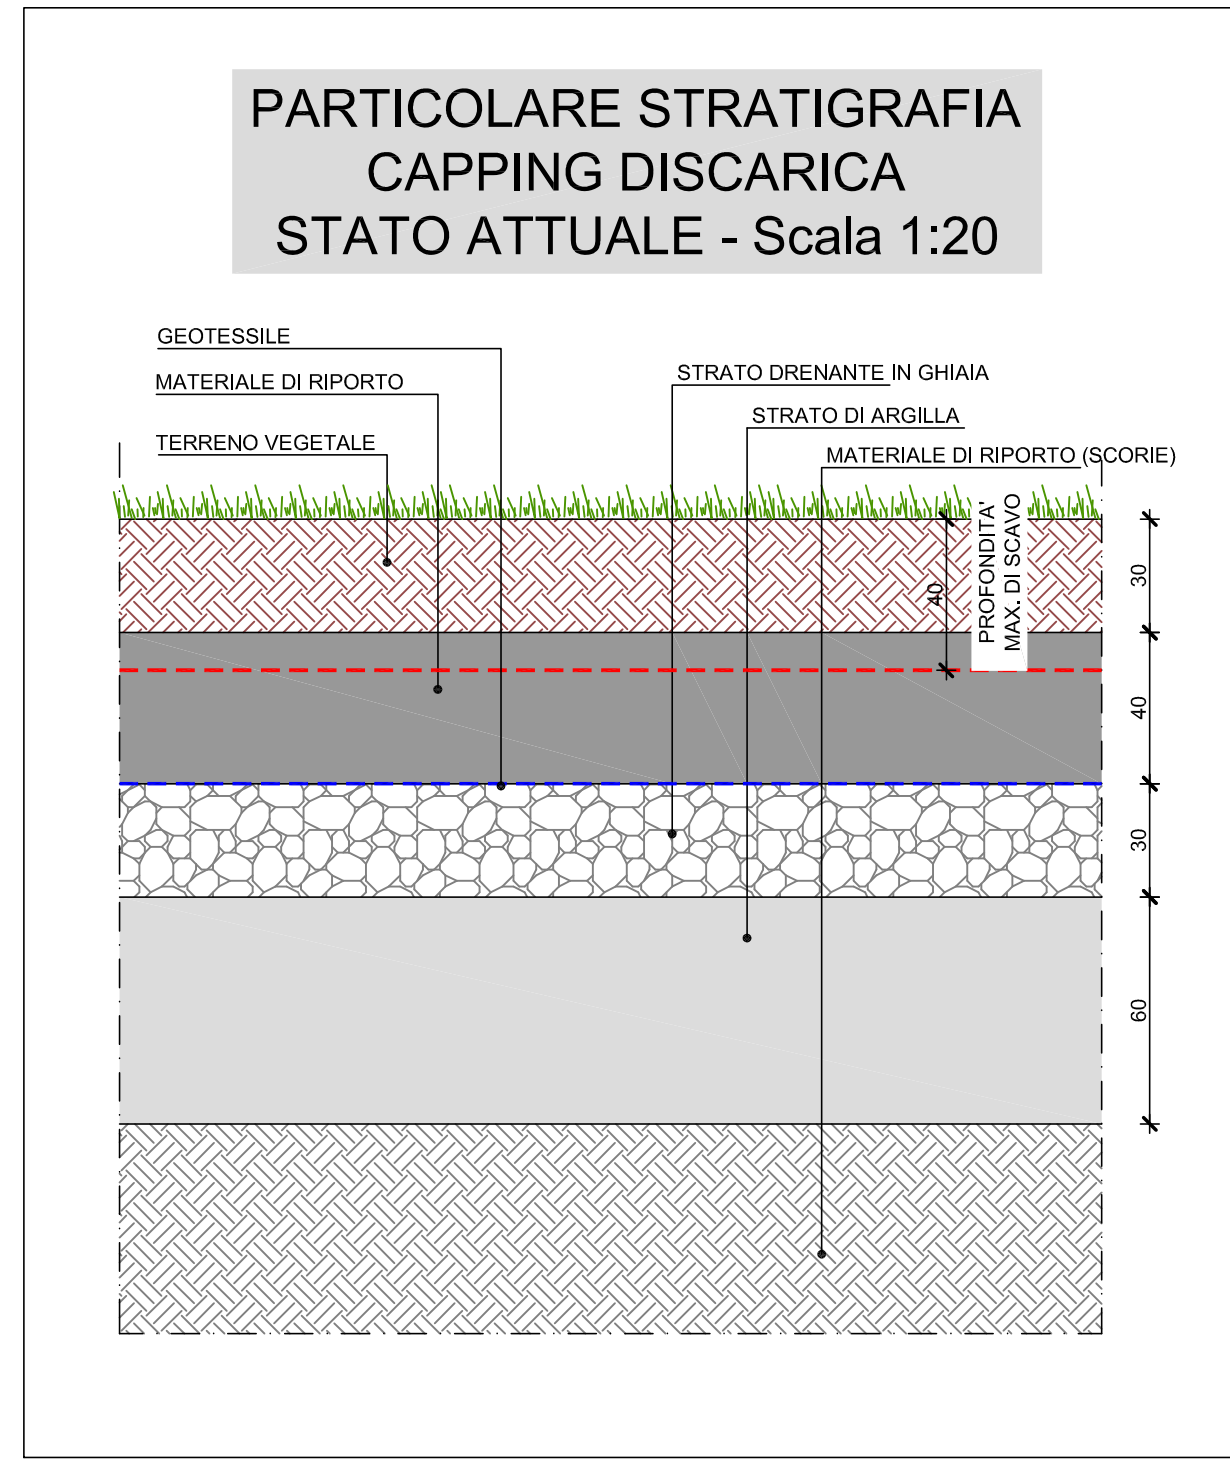 PARTICOLARE STRATIGRAFIA
CAPPING DISCARICA
STATO ATTUALE - Scala 1:20
GEOTESSILE
MATERIALE DI RIPORTO
TERRENO VEGETALE
STRATO DRENANTE IN GHIAIA
STRATO DI ARGILLA
MATERIALE DI RIPORTO (SCORIE)
PROFONDITA'
MAX. DI SCAVO
40
30
40
30
60